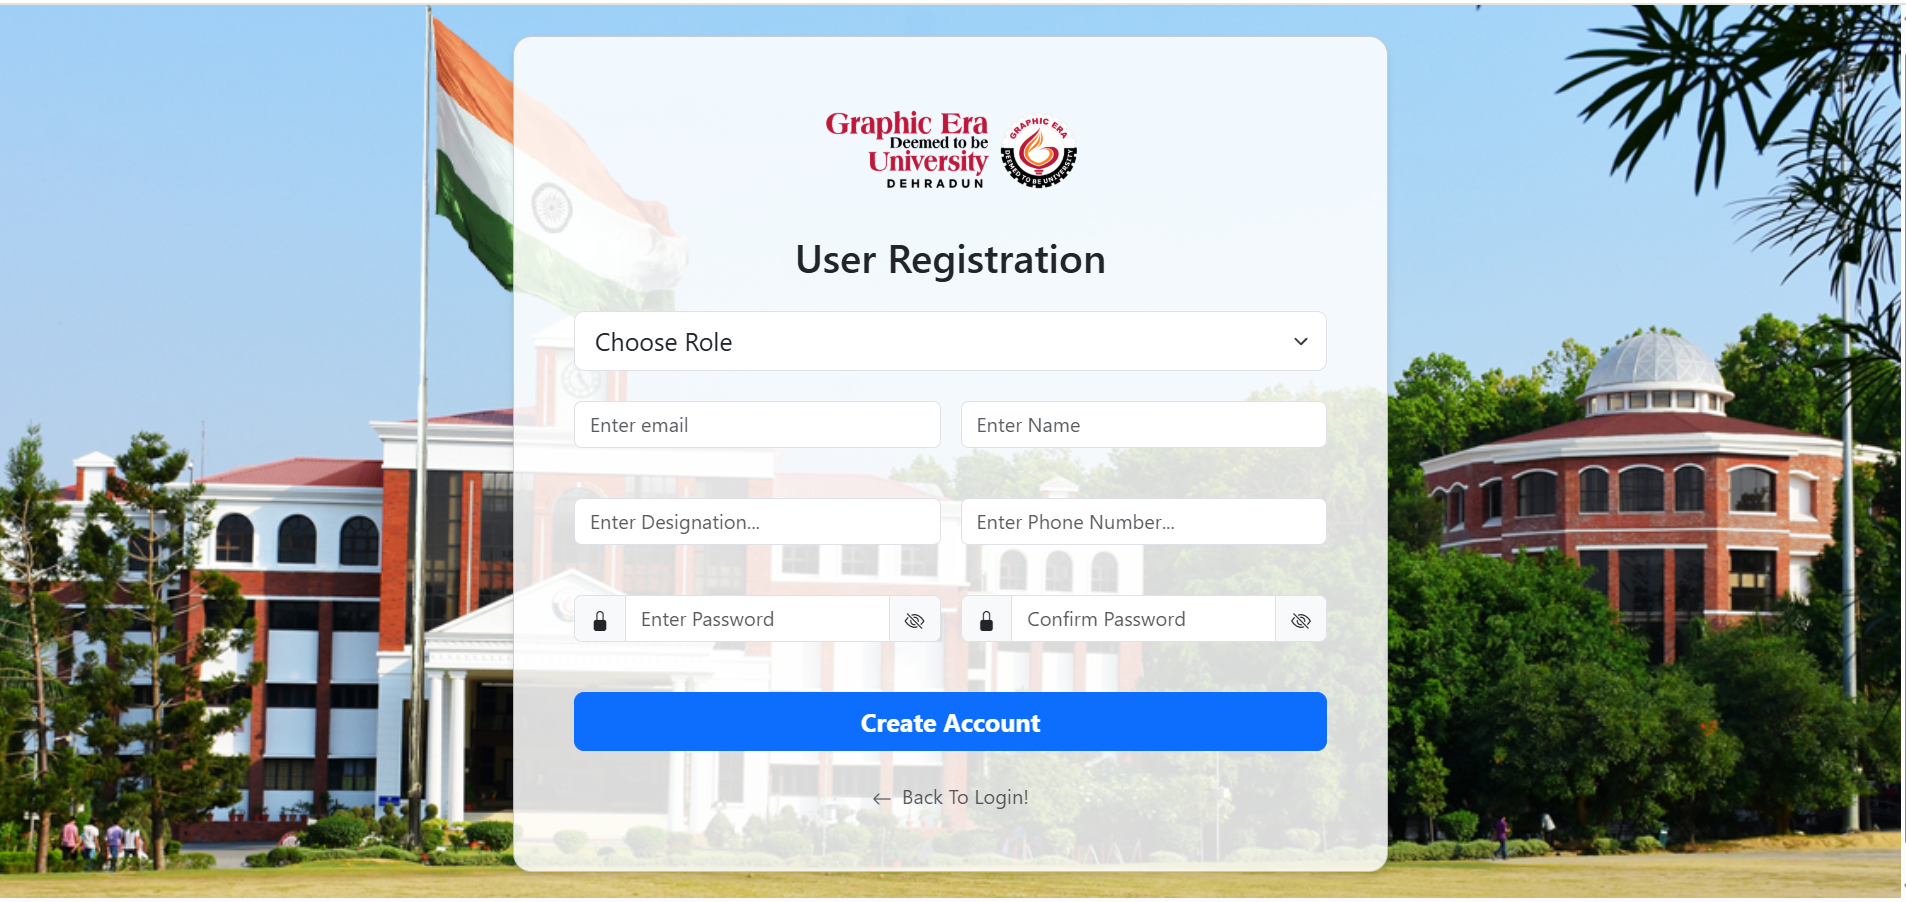 Graphic Era
Deemed to be
University
DEHRADUN
GRAPHIC ERA
DEEMED TO BE UNIVERSITY
User Registration
Choose Role
Enter email
Enter Name
Enter Designation...
Enter Phone Number...
Enter Password
Confirm Password
Create Account
← Back To Login!